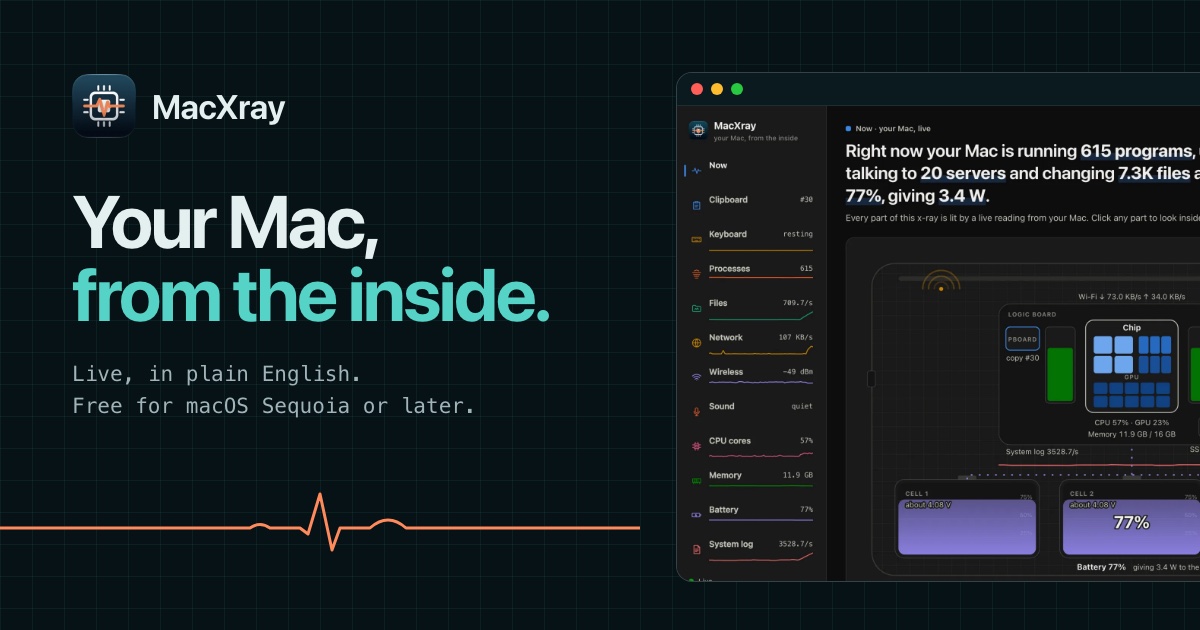 MacXray
Your Mac,
from the inside.
Live, in plain English.
Free for macOS Sequoia or later.
MacXray
your Mac, from the inside
Now
Clipboard #30
Keyboard resting
Processes 615
Files 709.7/s
Network 107 KB/s
Wireless -49 dBm
Sound quiet
CPU cores 57%
Memory 11.9 GB
Battery 77%
System log 3528.7/s
Now · your Mac, live
Right now your Mac is running 615 programs,
talking to 20 servers and changing 7.3K files
77%, giving 3.4 W.
Every part of this x-ray is lit by a live reading from your Mac. Click any part to look
Wi-Fi ↓ 73.0 KB/s ↑ 34.0 KB/s
LOGIC BOARD
Chip
PBOARD
copy #30
CPU
CPU 57% · GPU 23%
Memory 11.9 GB / 16 GB
System log 3528.7/s
CELL 1
about 4.08 V
75%
CELL 2
about 4.08 V
75%
77%
Battery 77% giving 3.4 W to the